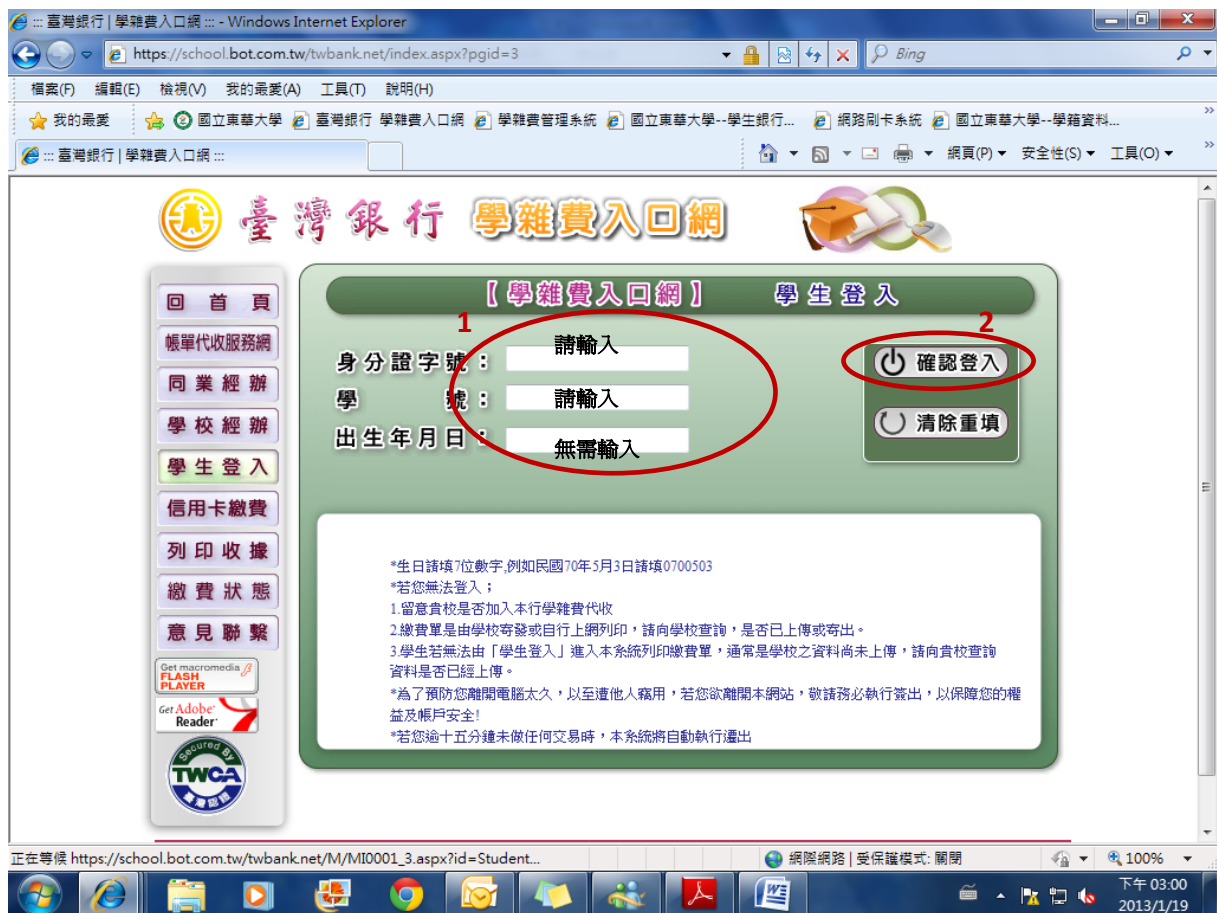 ::: 臺灣銀行 | 學雜費入口網 ::: - Windows Internet Explorer
https://school.bot.com.tw/twbank.net/index.aspx?pgid=3
Bing
檔案(F) 編輯(E) 檢視(V) 我的最愛(A) 工具(T) 說明(H)
我的最愛 國立東華大學 臺灣銀行 學雜費入口網 學雜費管理系統 國立東華大學--學生銀行... 網路刷卡系統 國立東華大學--學籍資料...
::: 臺灣銀行 | 學雜費入口網 :::
網頁(P) 安全性(S) 工具(O)
臺灣銀行 學雜費入口網
回首頁
帳單代收服務網
同業經辦
學校經辦
學生登入
信用卡繳費
列印收據
繳費狀態
意見聯繫
Get macromedia
FLASH
PLAYER
Get Adobe
Reader
Secured By
TWCA
臺灣認證
【學雜費入口網】 學生登入
1
2
身分證字號: 請輸入
學 號: 請輸入
出生年月日: 無需輸入
確認登入
清除重填
*生日請填7位數字,例如民國70年5月3日請填0700503
*若您無法登入;
1.留意貴校是否加入本行學雜費代收
2.繳費單是由學校寄發或自行上網列印,請向學校查詢,是否已上傳或寄出。
3.學生若無法由「學生登入」進入本系統列印繳費單,通常是學校之資料尚未上傳,請向貴校查詢
資料是否已經上傳。
*為了預防您離開電腦太久,以至遭他人竊用,若您欲離開本網站,敬請務必執行簽出,以保障您的權
益及帳戶安全!
*若您逾十五分鐘未做任何交易時,本系統將自動執行遷出
正在等候 https://school.bot.com.tw/twbank.net/M/MI0001_3.aspx?id=Student...
網際網路 | 受保護模式: 關閉
100%
下午 03:00
2013/1/19